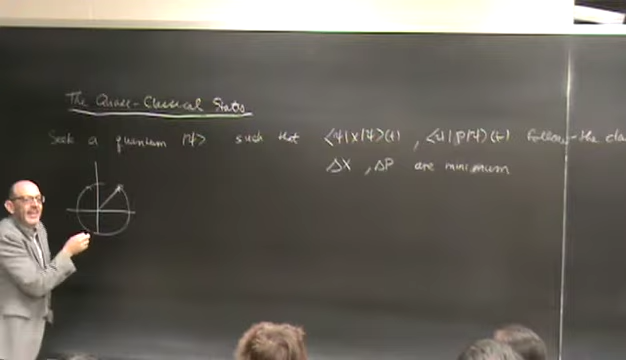 The Quasi-Classical States
Seek a quantum |ψ> such that <ψ|X|ψ>(t) , <ψ|P|ψ>(t) follow the cla
ΔX , ΔP are minimum